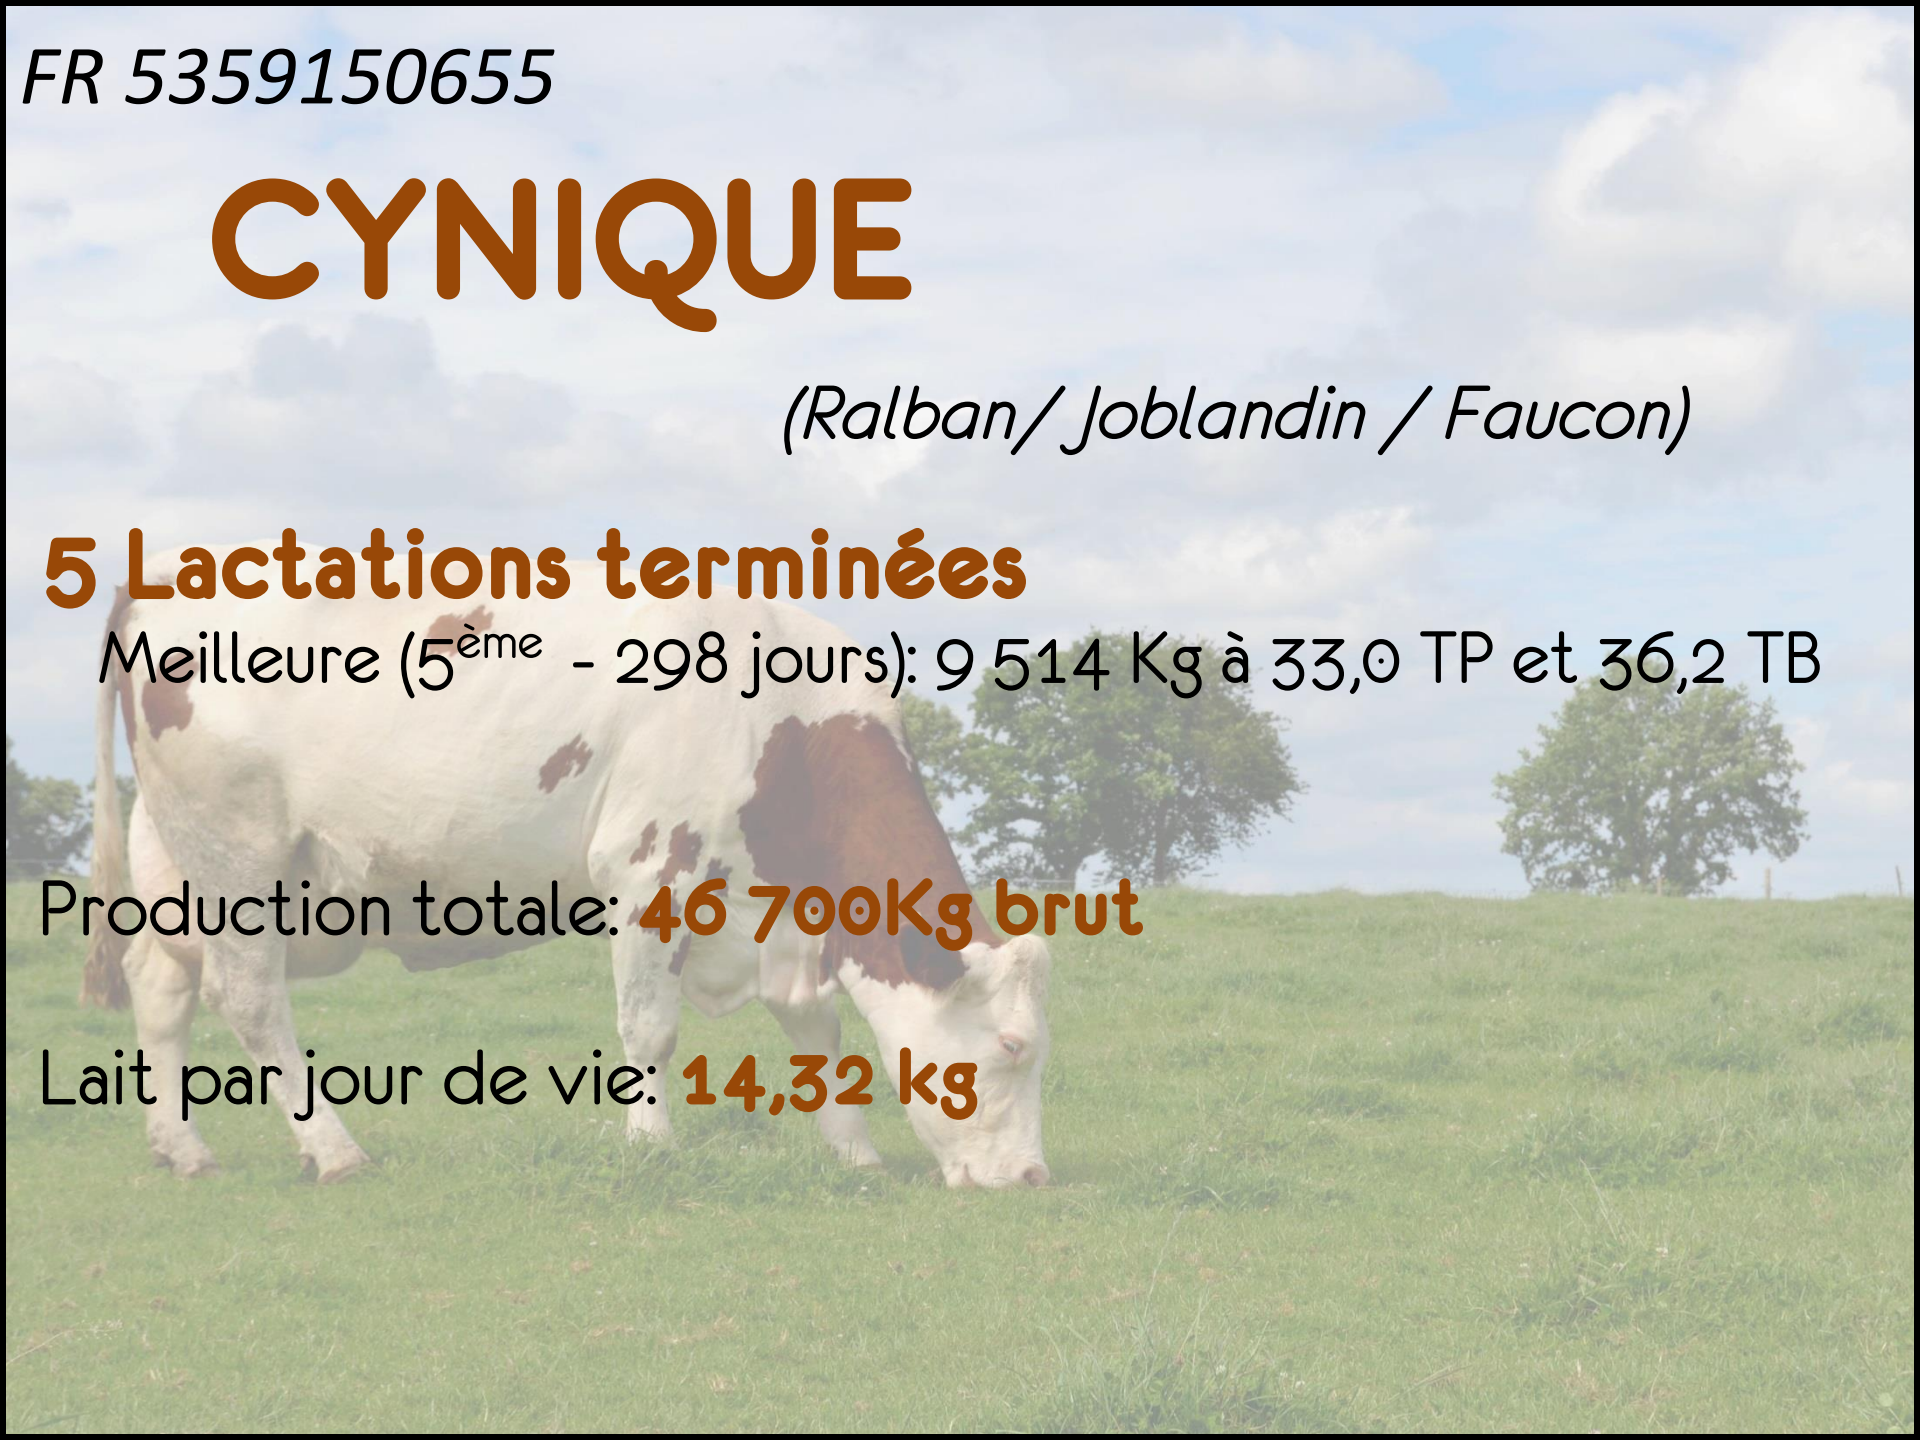 FR 5359150655
CYNIQUE
(Ralban/ Joblandin / Faucon)
5 Lactations terminées
Meilleure (5ème - 298 jours): 9 514 Kg à 33,0 TP et 36,2 TB
Production totale: 46 700Kg brut
Lait par jour de vie: 14,32 kg